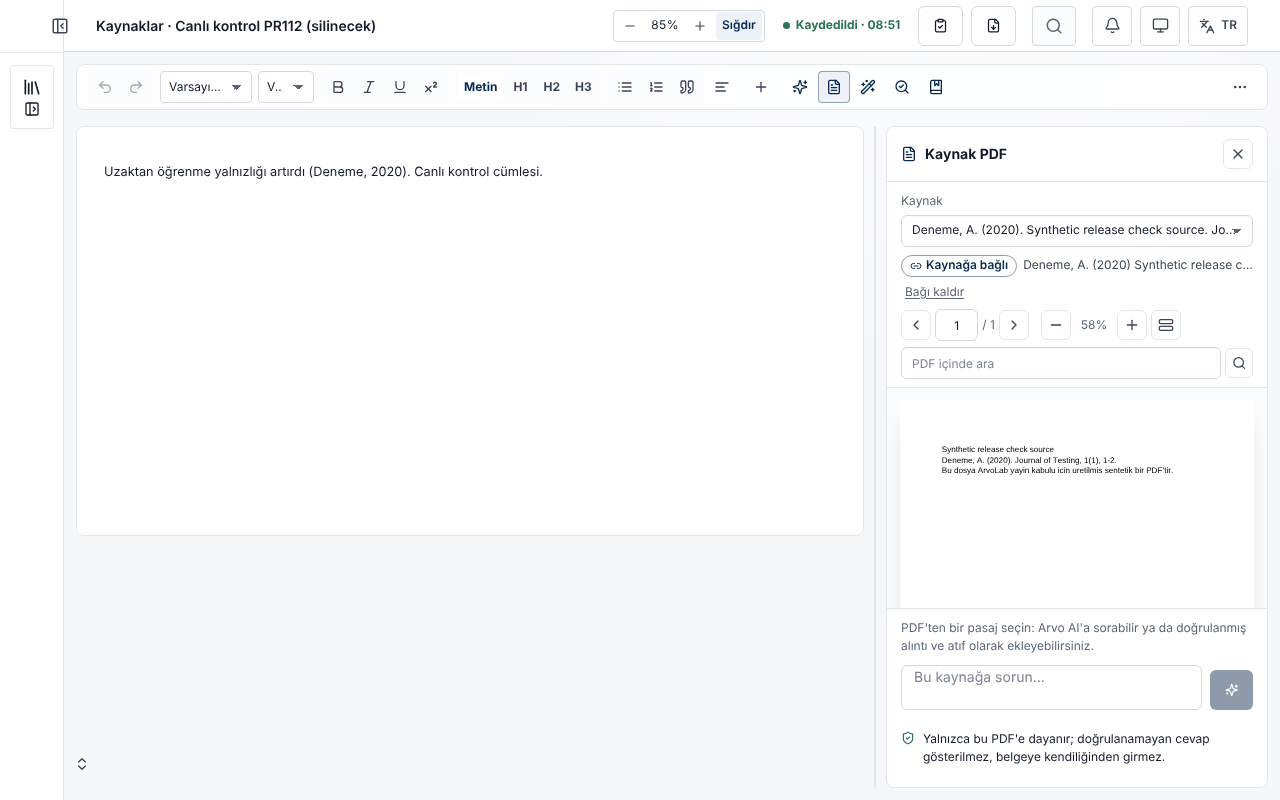 Kaynaklar · Canlı kontrol PR112 (silinecek)
85%
Sığdır
Kaydedildi · 08:51
TR
Varsayı...
V..
B I U x²
Metin H1 H2 H3
Uzaktan öğrenme yalnızlığı artırdı (Deneme, 2020). Canlı kontrol cümlesi.
Kaynak PDF
Kaynak
Deneme, A. (2020). Synthetic release check source. Jo...
Kaynağa bağlı Deneme, A. (2020) Synthetic release c...
Bağı kaldır
1 / 1 58%
PDF içinde ara
Synthetic release check source
Deneme, A. (2020). Journal of Testing, 1(1), 1-2.
Bu dosya ArvoLab yayin kabulu icin uretilmis sentetik bir PDF'tir.
PDF'ten bir pasaj seçin: Arvo AI'a sorabilir ya da doğrulanmış
alıntı ve atıf olarak ekleyebilirsiniz.
Bu kaynağa sorun...
Yalnızca bu PDF'e dayanır; doğrulanamayan cevap
gösterilmez, belgeye kendiliğinden girmez.